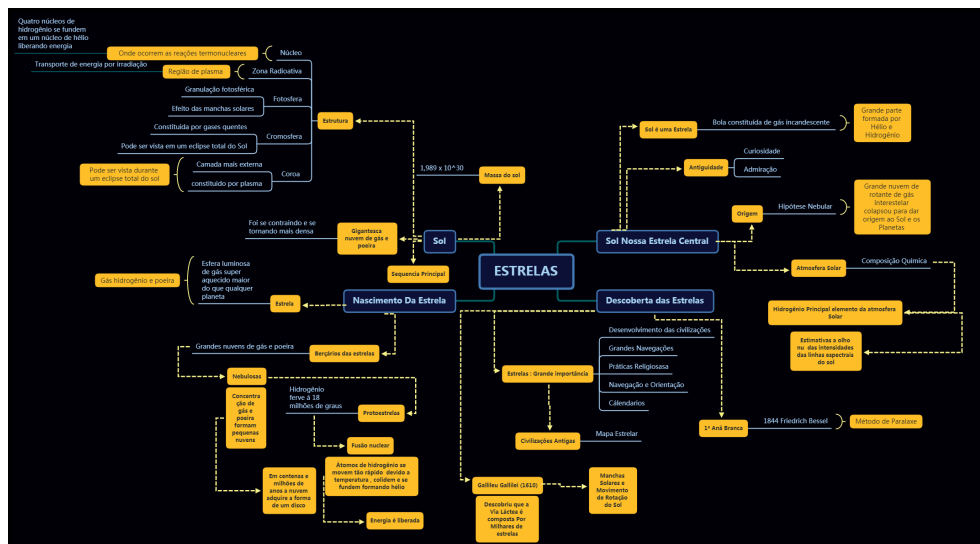 Quatro núcleos de
hidrogênio se fundem
em um núcleo de hélio
liberando energia
Onde ocorrem as reações termonucleares
Núcleo
Transporte de energia por irradiação
Região de plasma
Zona Radioativa
Granulação fotosférica
Efeito das manchas solares
Fotosfera
Estrutura
Constituída por gases quentes
Pode ser vista em um eclipse total do Sol
Cromosfera
Pode ser vista durante
um eclipse total do sol
Camada mais externa
constituído por plasma
Coroa
1,989 x 10^30
Massa do sol
Foi se contraindo e se
tornando mais densa
Gigantesca
nuvem de gás e
poeira
Sol
Sequencia Principal
ESTRELAS
Sol Nossa Estrela Central
Sol é uma Estrela
Bola constituída de gás incandescente
Grande parte
formada por
Hélio e
Hidrogênio
Antiguidade
Curiosidade
Admiração
Origem
Hipótese Nebular
Grande nuvem de
rotante de gás
interestelar
colapsou para dar
origem ao Sol e os
Planetas
Atmosfera Solar
Composição Química
Hidrogênio Principal elemento da atmosfera
Solar
Estimativas a olho
nu das intensidades
das linhas espectrais
do sol
Nascimento Da Estrela
Gás hidrogênio e poeira
Esfera luminosa
de gás super
aquecido maior
do que qualquer
planeta
Estrela
Grandes nuvens de gás e poeira
Berçários das estrelas
Nebulosas
Concentra
ção de
gás e
poeira
formam
pequenas
nuvens
Hidrogênio
ferve à 18
milhões de graus
Protoestrelas
Fusão nuclear
Átomos de hidrogênio se
movem tão rápido devido a
temperatura , colidem e se
fundem formando hélio
Em centenas e
milhões de
anos a nuvem
adquire a forma
de um disco
Energia é liberada
Descoberta das Estrelas
Desenvolvimento das civilizações
Grandes Navegações
Práticas Religiosasa
Navegação e Orientação
Cálendarios
Estrelas : Grande importância
Civilizações Antigas
Mapa Estrelar
1ª Anã Branca
1844 Friedrich Bessel
Método de Paralaxe
Galileu Galilei (1610)
Descobriu que a
Via Láctea é
composta Por
Milhares de
estrelas
Manchas
Solares e
Movimento
de Rotação
do Sol